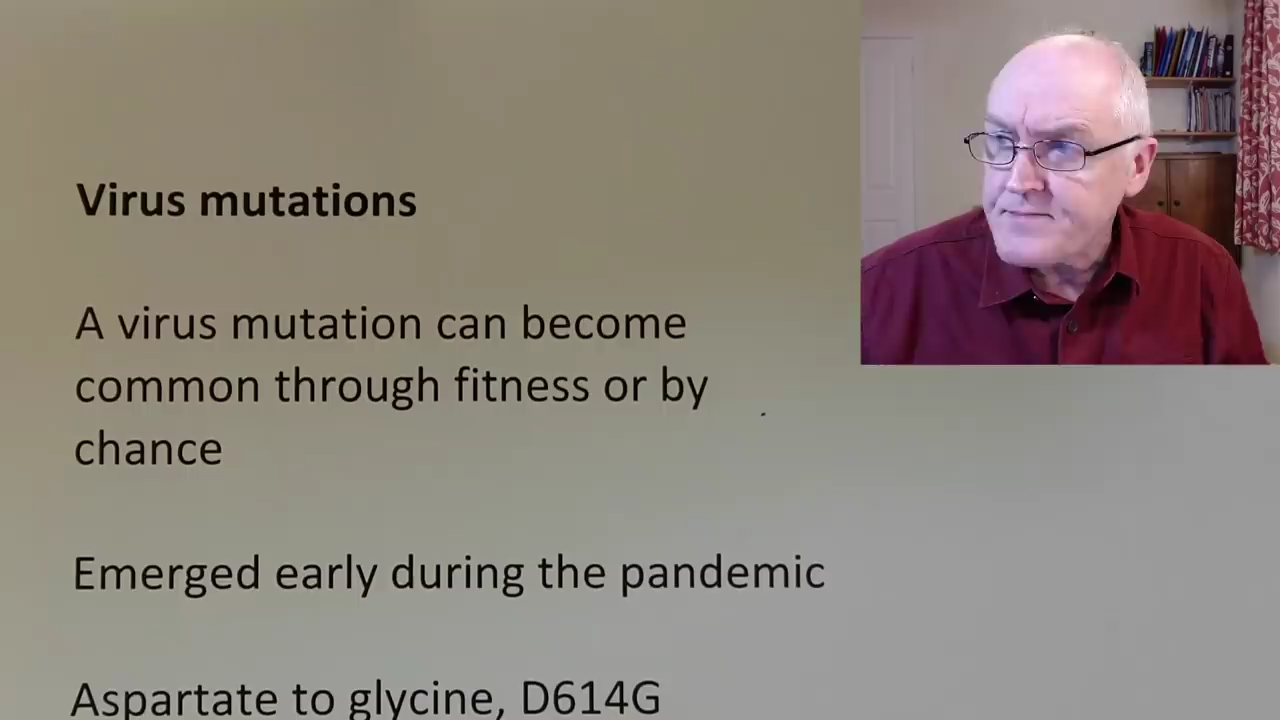 Virus mutations
A virus mutation can become
common through fitness or by
chance
Emerged early during the pandemic
Aspartate to glycine, D614G